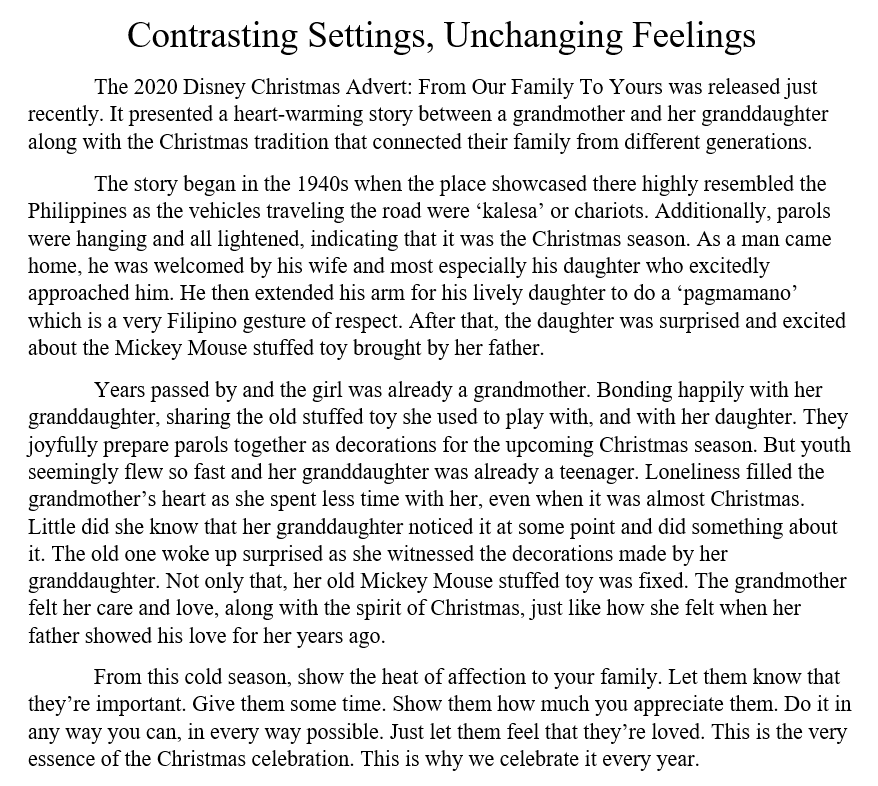 Contrasting Settings, Unchanging Feelings
The 2020 Disney Christmas Advert: From Our Family To Yours was released just
recently. It presented a heart-warming story between a grandmother and her granddaughter
along with the Christmas tradition that connected their family from different generations.
The story began in the 1940s when the place showcased there highly resembled the
Philippines as the vehicles traveling the road were ‘kalesa’ or chariots. Additionally, parols
were hanging and all lightened, indicating that it was the Christmas season. As a man came
home, he was welcomed by his wife and most especially his daughter who excitedly
approached him. He then extended his arm for his lively daughter to do a ‘pagmamano’
which is a very Filipino gesture of respect. After that, the daughter was surprised and excited
about the Mickey Mouse stuffed toy brought by her father.
Years passed by and the girl was already a grandmother. Bonding happily with her
granddaughter, sharing the old stuffed toy she used to play with, and with her daughter. They
joyfully prepare parols together as decorations for the upcoming Christmas season. But youth
seemingly flew so fast and her granddaughter was already a teenager. Loneliness filled the
grandmother’s heart as she spent less time with her, even when it was almost Christmas.
Little did she know that her granddaughter noticed it at some point and did something about
it. The old one woke up surprised as she witnessed the decorations made by her
granddaughter. Not only that, her old Mickey Mouse stuffed toy was fixed. The grandmother
felt her care and love, along with the spirit of Christmas, just like how she felt when her
father showed his love for her years ago.
From this cold season, show the heat of affection to your family. Let them know that
they’re important. Give them some time. Show them how much you appreciate them. Do it in
any way you can, in every way possible. Just let them feel that they’re loved. This is the very
essence of the Christmas celebration. This is why we celebrate it every year.